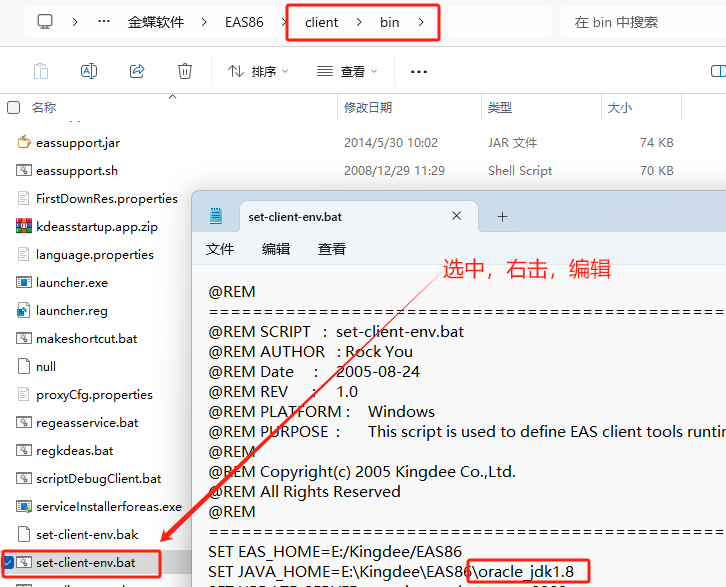 金蝶软件 EAS86 client bin 在 bin 中搜索
排序 查看
名称 修改日期 类型 大小
eassupport.jar 2014/5/30 10:02 JAR 文件 74 KB
eassupport.sh 2008/12/29 11:29 Shell Script 70 KB
FirstDownRes.properties
kdeasstartup.app.zip
language.properties
launcher.exe
launcher.reg
makeshortcut.bat
null
proxyCfg.properties
regeasservice.bat
regkdeas.bat
scriptDebugClient.bat
serviceInstallerforeas.exe
set-client-env.bak
set-client-env.bat
set-client-env.bat
文件 编辑 查看
选中，右击，编辑
@REM
================================================
@REM SCRIPT : set-client-env.bat
@REM AUTHOR : Rock You
@REM Date : 2005-08-24
@REM REV : 1.0
@REM PLATFORM : Windows
@REM PURPOSE : This script is used to define EAS client tools
@REM
@REM Copyright(c) 2005 Kingdee Co.,Ltd.
@REM All Rights Reserved
@REM
================================================
SET EAS_HOME=E:/Kingdee/EAS86
SET JAVA_HOME=E:\Kingdee\EAS86\oracle_jdk1.8